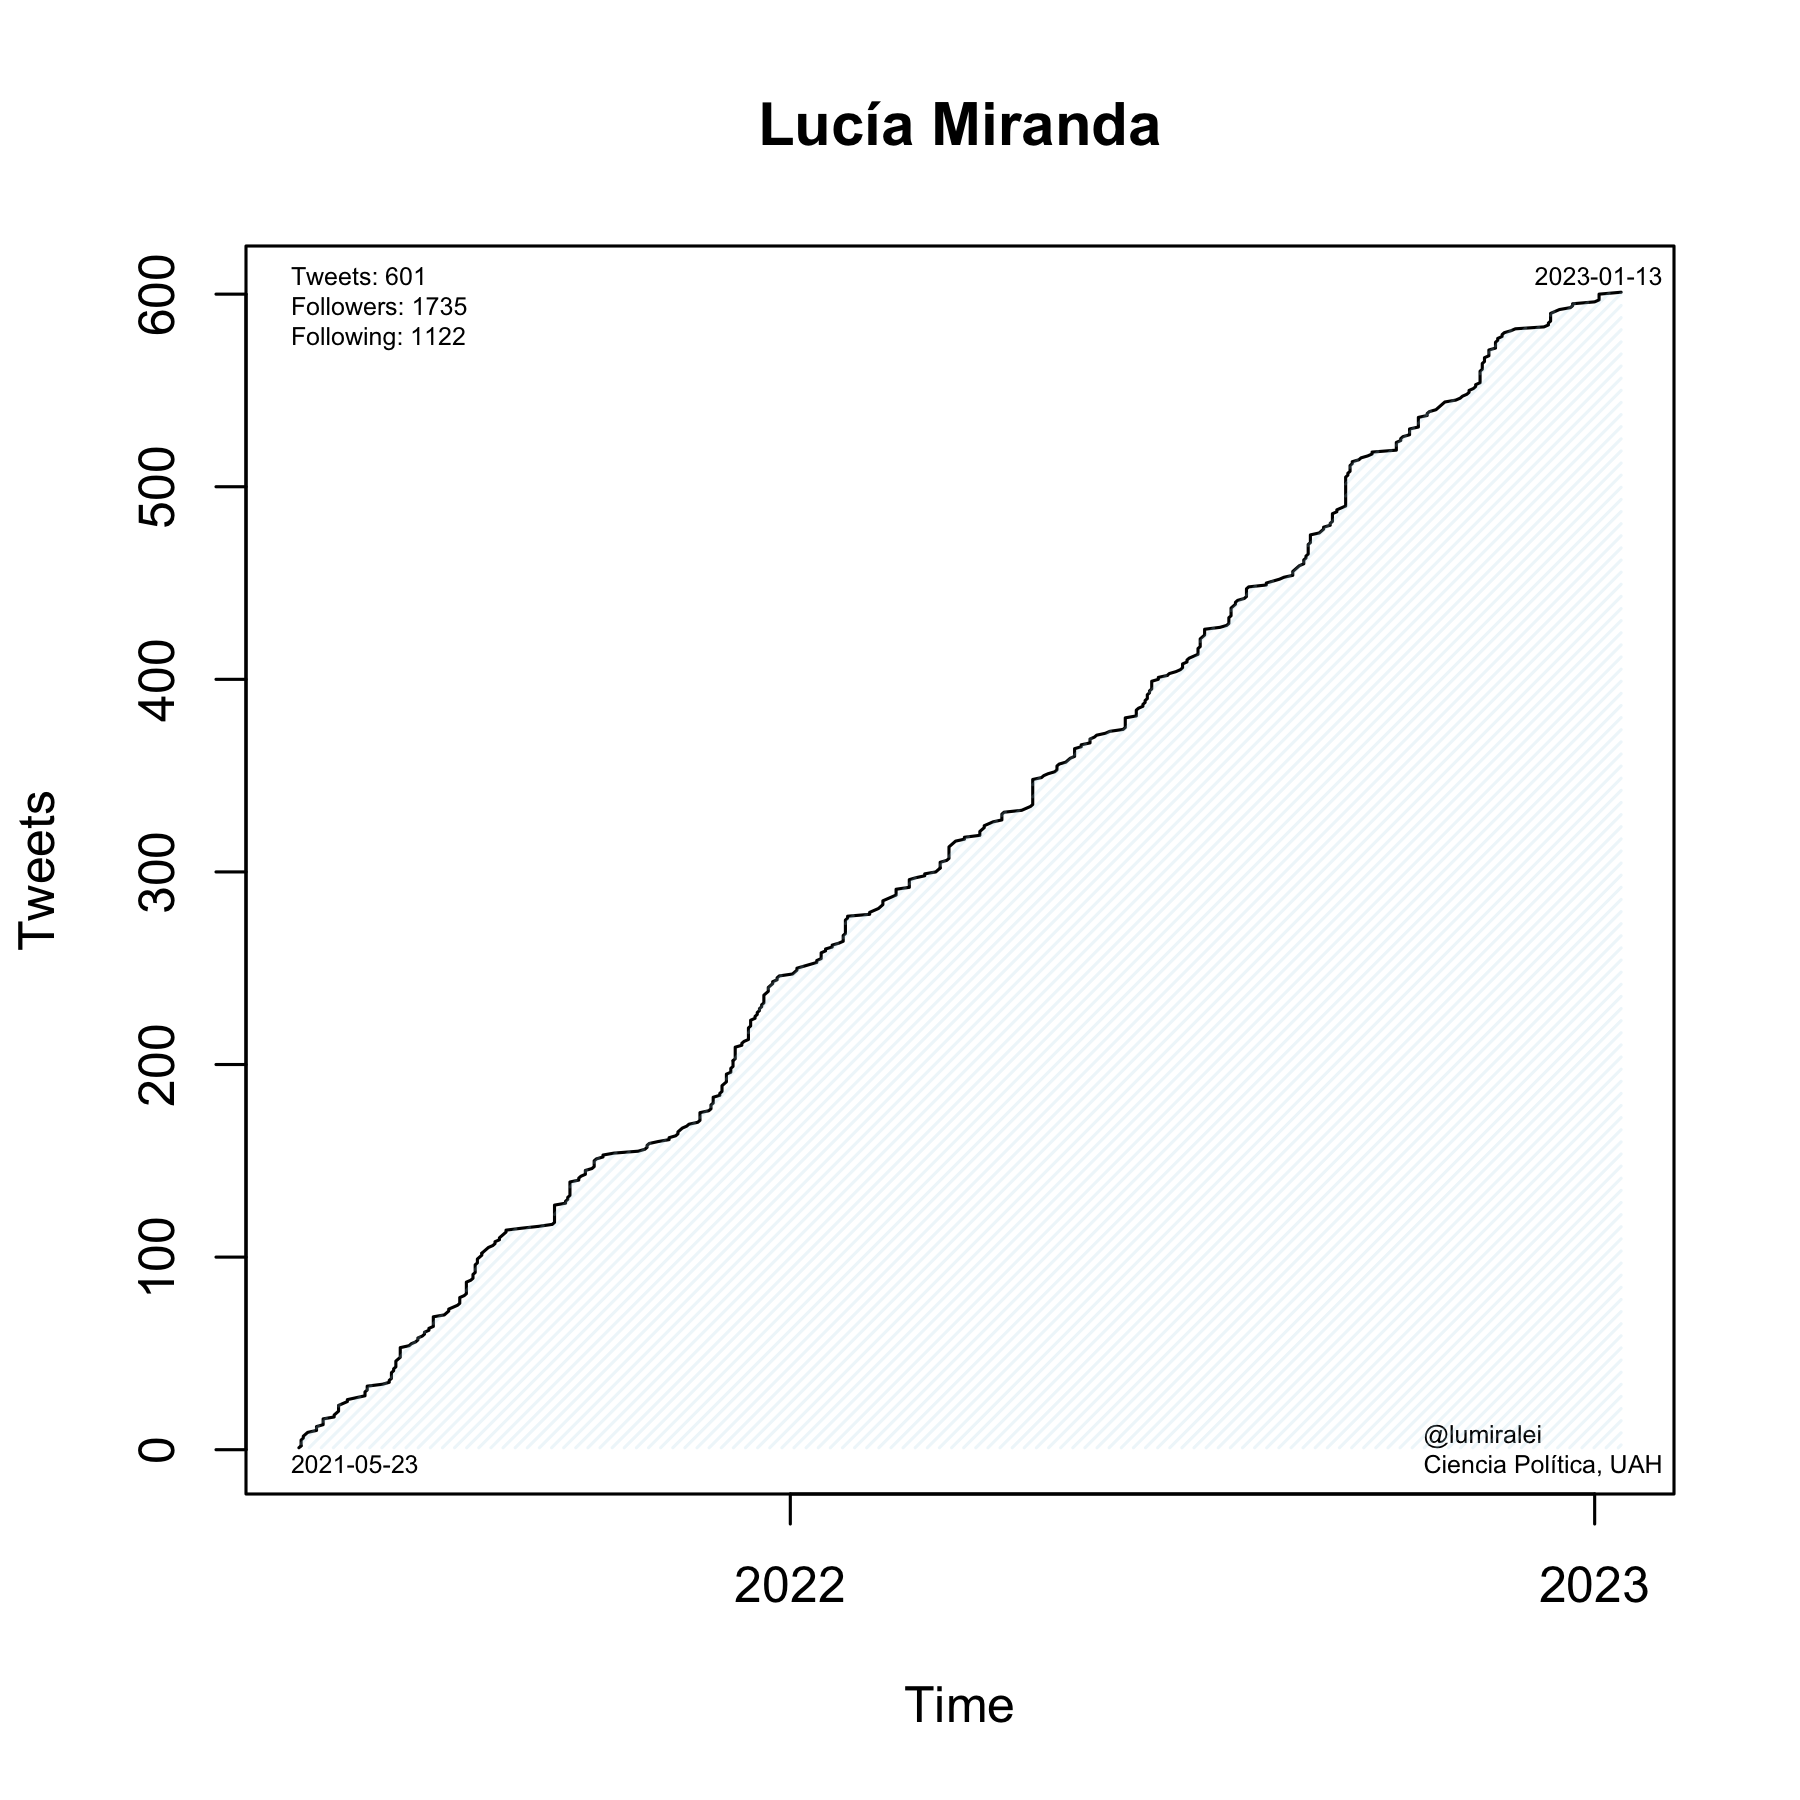 Lucía Miranda
Tweets: 601
Followers: 1735
Following: 1122
2023-01-13
600
500
400
300
200
100
0
Tweets
@lumiralei
Ciencia Política, UAH
2021-05-23
2022
2023
Time